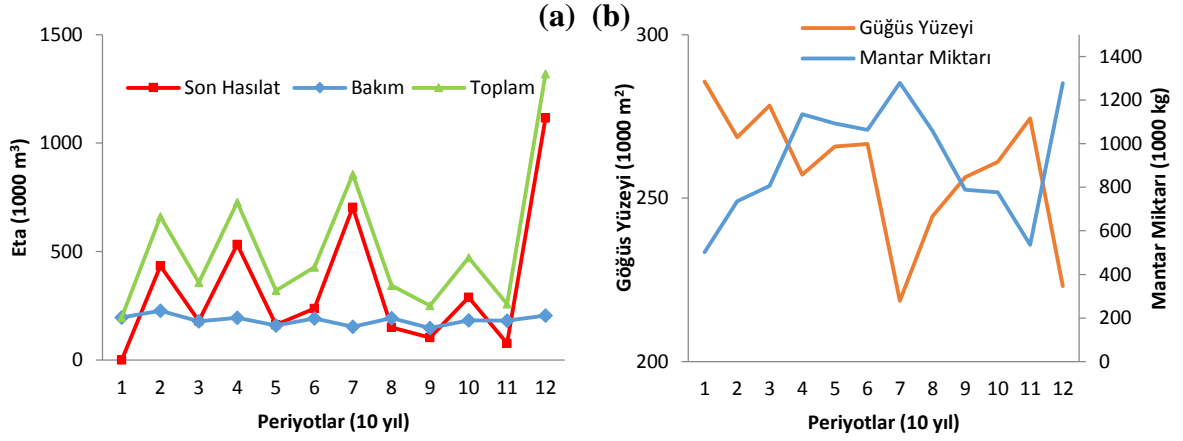 (a) (b)
1500
1000
500
0
Eta (1000 m³)
Son Hasılat Bakım Toplam
1 2 3 4 5 6 7 8 9 10 11 12
Periyotlar (10 yıl)
300
250
200
Göğüs Yüzeyi (1000 m²)
Güğüs Yüzeyi
Mantar Miktarı
1400
1200
1000
800
600
400
200
0
Mantar Miktarı (1000 kg)
1 2 3 4 5 6 7 8 9 10 11 12
Periyotlar (10 yıl)